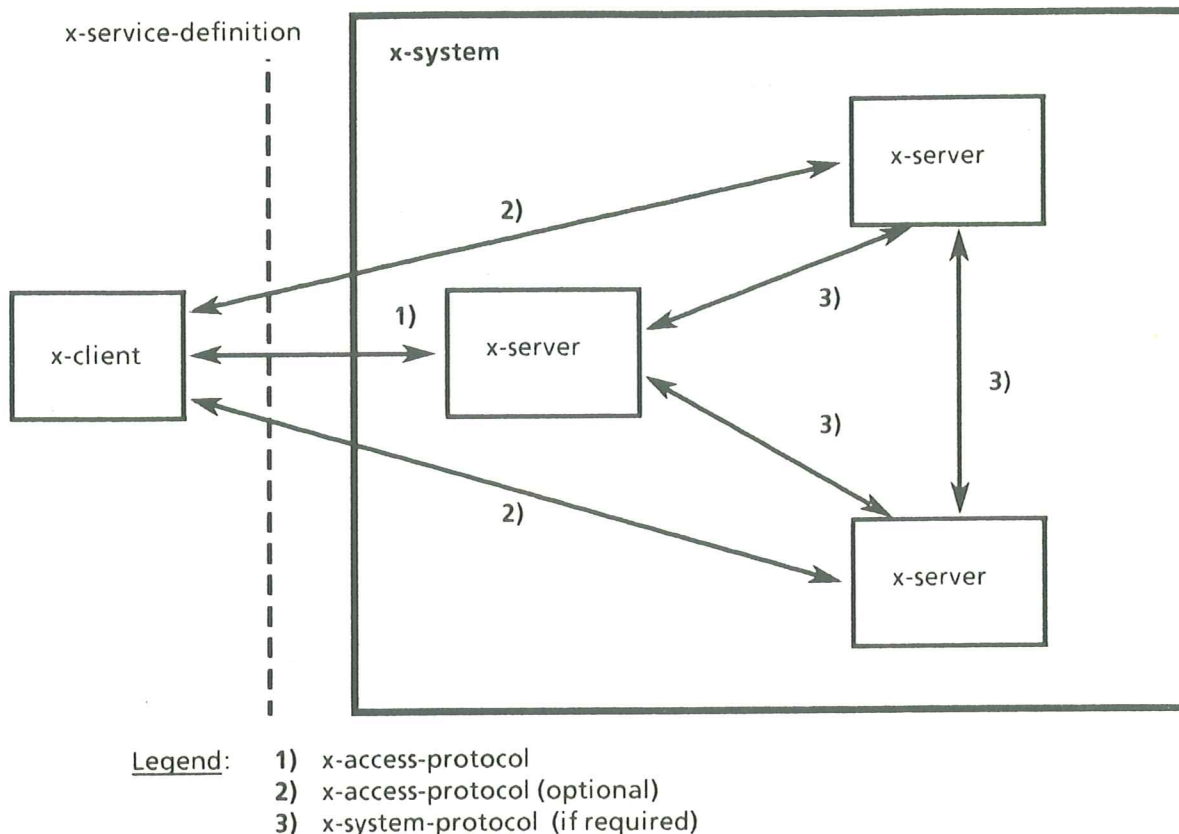 x-service-definition
x-system
x-server
2)
3)
1)
x-client
x-server
3)
3)
2)
x-server
Legend: 1) x-access-protocol
2) x-access-protocol (optional)
3) x-system-protocol (if required)